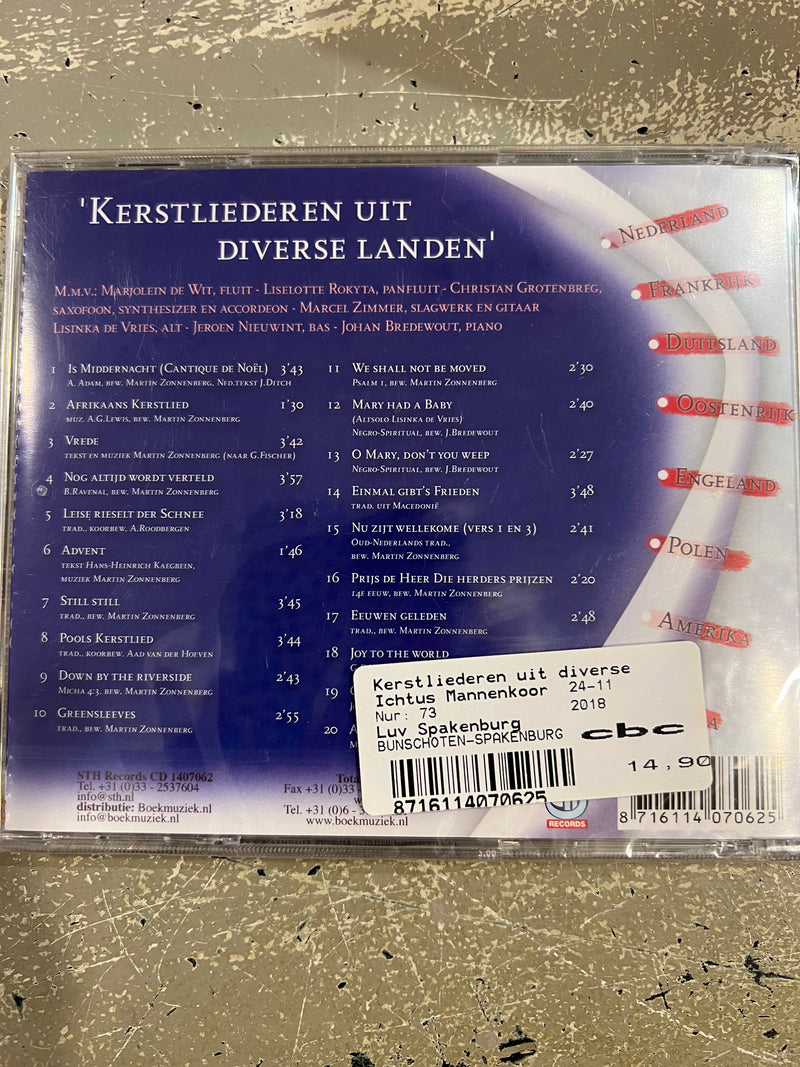 'Kerstliederen uit
diverse landen'
M.m.v.: Marjolein de Wit, fluit - Liselotte Rokyta, panfluit - Christan Grotenbreg,
saxofoon, synthesizer en accordeon - Marcel Zimmer, slagwerk en gitaar
Lisinka de Vries, alt - Jeroen Nieuwint, bas - Johan Bredewout, piano
1 Is Middernacht (Cantique de Noël) 3'43
A. Adam, bew. Martin Zonnenberg, Ned.tekst J.Ditch
2 Afrikaans Kerstlied 1'30
muz. A.G.Lewis, bew. Martin Zonnenberg
3 Vrede 3'42
tekst en muziek Martin Zonnenberg (naar G.Fischer)
4 Nog altijd wordt verteld 3'57
B.Ravenal, bew. Martin Zonnenberg
5 Leise rieselt der Schnee 3'18
trad., koorbew. A.Roodbergen
6 Advent 1'46
tekst Hans-Heinrich Kaegbein,
muziek Martin Zonnenberg
7 Still still 3'45
trad., bew. Martin Zonnenberg
8 Pools Kerstlied 3'44
trad., koorbew. Aad van der Hoeven
9 Down by the riverside 2'43
Micha 4:3, bew. Martin Zonnenberg
10 Greensleeves 2'55
trad., bew. Martin Zonnenberg
11 We shall not be moved 2'30
Psalm 1, bew. Martin Zonnenberg
12 Mary had a Baby 2'40
(Altsolo Lisinka de Vries)
Negro-Spiritual, bew. J.Bredewout
13 O Mary, don't you weep 2'27
Negro-Spiritual, bew. J.Bredewout
14 Einmal gibt's Frieden 3'48
trad. uit Macedonië
15 Nu zijt wellekome (vers 1 en 3) 2'41
Oud-Nederlands trad.,
bew. Martin Zonnenberg
16 Prijs de Heer Die herders prijzen 2'20
14e eeuw, bew. Martin Zonnenberg
17 Eeuwen geleden 2'48
trad., bew. Martin Zonnenberg
18 Joy to the world
19
20
Nederland
Frankrijk
Duitsland
Oostenrijk
Engeland
Polen
Amerika
Kerstliederen uit diverse
Ichtus Mannenkoor 24-11
Nur: 73 2018
Luv Spakenburg
BUNSCHOTEN-SPAKENBURG cbc
14,90
8716114070625
STH Records CD 1407062
Tel. +31 (0)33 - 2537604
info@sth.nl
distributie: Boekmuziek.nl
info@boekmuziek.nl
Fax +31 (0)33
Tel. +31 (0)6 -
www.boekmuziek.nl
RECORDS
8 716114 070625